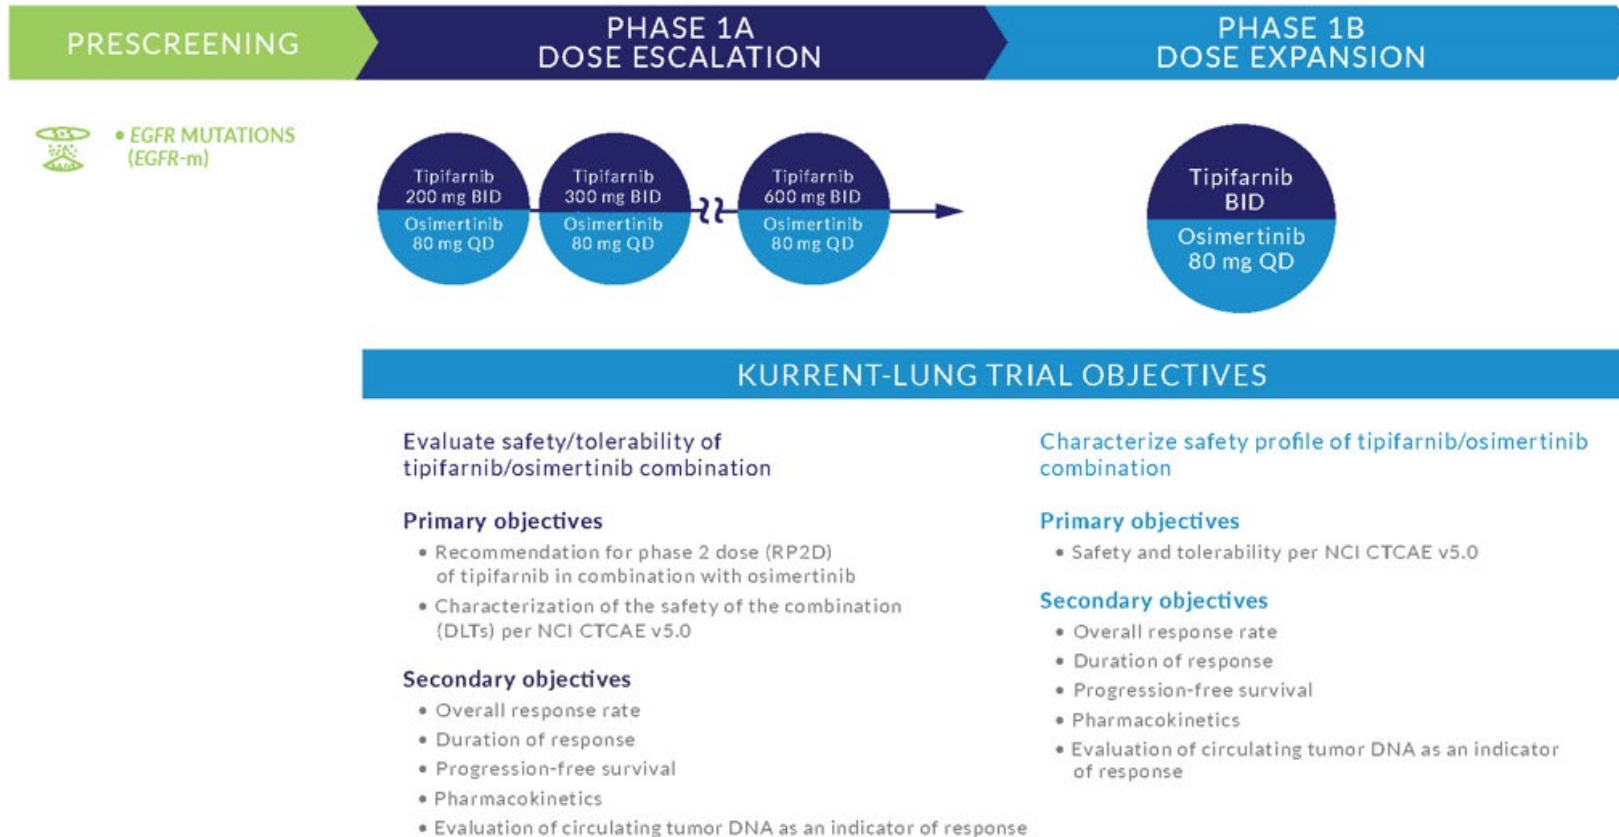 PRESCREENING
PHASE 1A
DOSE ESCALATION
PHASE 1B
DOSE EXPANSION
• EGFR MUTATIONS
(EGFR-m)
Tipifarnib
200 mg BID
Osimertinib
80 mg QD
Tipifarnib
300 mg BID
Osimertinib
80 mg QD
Tipifarnib
600 mg BID
Osimertinib
80 mg QD
Tipifarnib
BID
Osimertinib
80 mg QD
KURRENT-LUNG TRIAL OBJECTIVES
Evaluate safety/tolerability of
tipifarnib/osimertinib combination
Primary objectives
• Recommendation for phase 2 dose (RP2D)
of tipifarnib in combination with osimertinib
• Characterization of the safety of the combination
(DLTs) per NCI CTCAE v5.0
Secondary objectives
• Overall response rate
• Duration of response
• Progression-free survival
• Pharmacokinetics
• Evaluation of circulating tumor DNA as an indicator of response
Characterize safety profile of tipifarnib/osimertinib
combination
Primary objectives
• Safety and tolerability per NCI CTCAE v5.0
Secondary objectives
• Overall response rate
• Duration of response
• Progression-free survival
• Pharmacokinetics
• Evaluation of circulating tumor DNA as an indicator
of response